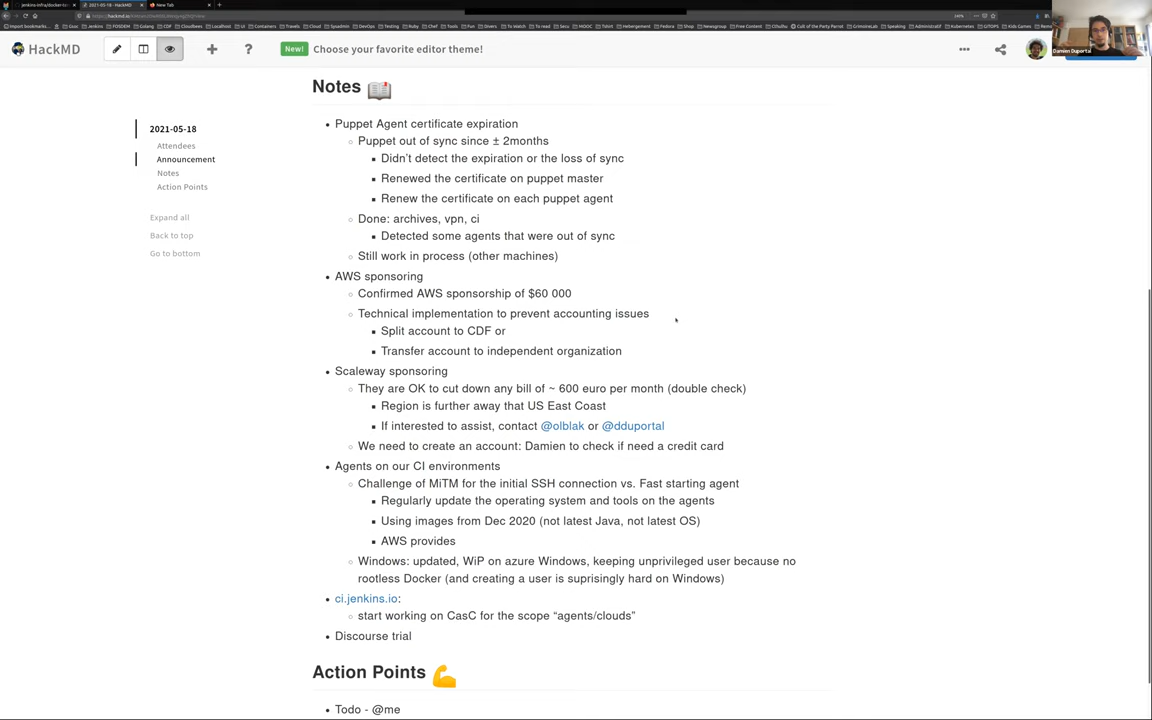 jenkins-infra/docker-
2021-05-18 - HackMD
New Tab
HackMD
New!
Choose your favorite editor theme!
Damien Duportal
Notes 📖
2021-05-18
Attendees
Announcement
Notes
Action Points
Expand all
Back to top
Go to bottom
Puppet Agent certificate expiration
Puppet out of sync since ± 2months
Didn't detect the expiration or the loss of sync
Renewed the certificate on puppet master
Renew the certificate on each puppet agent
Done: archives, vpn, ci
Detected some agents that were out of sync
Still work in process (other machines)
AWS sponsoring
Confirmed AWS sponsorship of $60 000
Technical implementation to prevent accounting issues
Split account to CDF or
Transfer account to independent organization
Scaleway sponsoring
They are OK to cut down any bill of ~ 600 euro per month (double check)
Region is further away that US East Coast
If interested to assist, contact @olblak or @dduportal
We need to create an account: Damien to check if need a credit card
Agents on our CI environments
Challenge of MiTM for the initial SSH connection vs. Fast starting agent
Regularly update the operating system and tools on the agents
Using images from Dec 2020 (not latest Java, not latest OS)
AWS provides
Windows: updated, WiP on azure Windows, keeping unprivileged user because no
rootless Docker (and creating a user is suprisingly hard on Windows)
ci.jenkins.io:
start working on CasC for the scope “agents/clouds”
Discourse trial
Action Points 💪
Todo - @me